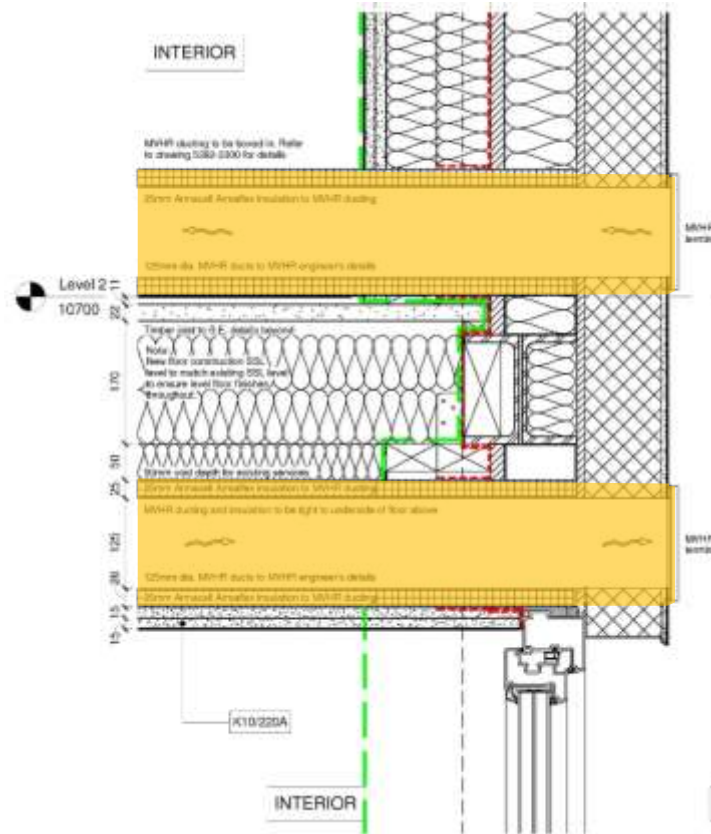 INTERIOR
MVHR ducting to be boxed in. Refer
to drawing 5382-3300 for details
25mm Armacell Armaflex insulation to MVHR ducting
MVHR
125mm dia. MVHR ducts to MVHR engineer's details
Level 2
10700
11
22
Timber joist to S.E. details beyond
Note
New floor construction SSL
level to match existing SSL level
to ensure level floor finishes
throughout
170
50
50mm void depth for existing services
25
25mm Armacell Armaflex insulation to MVHR ducting
MVHR ducting and insulation to be tight to underside of floor above
MVHR
125
125mm dia. MVHR ducts to MVHR engineer's details
25mm Armacell Armaflex insulation to MVHR ducting
15
15
K10/220A
INTERIOR